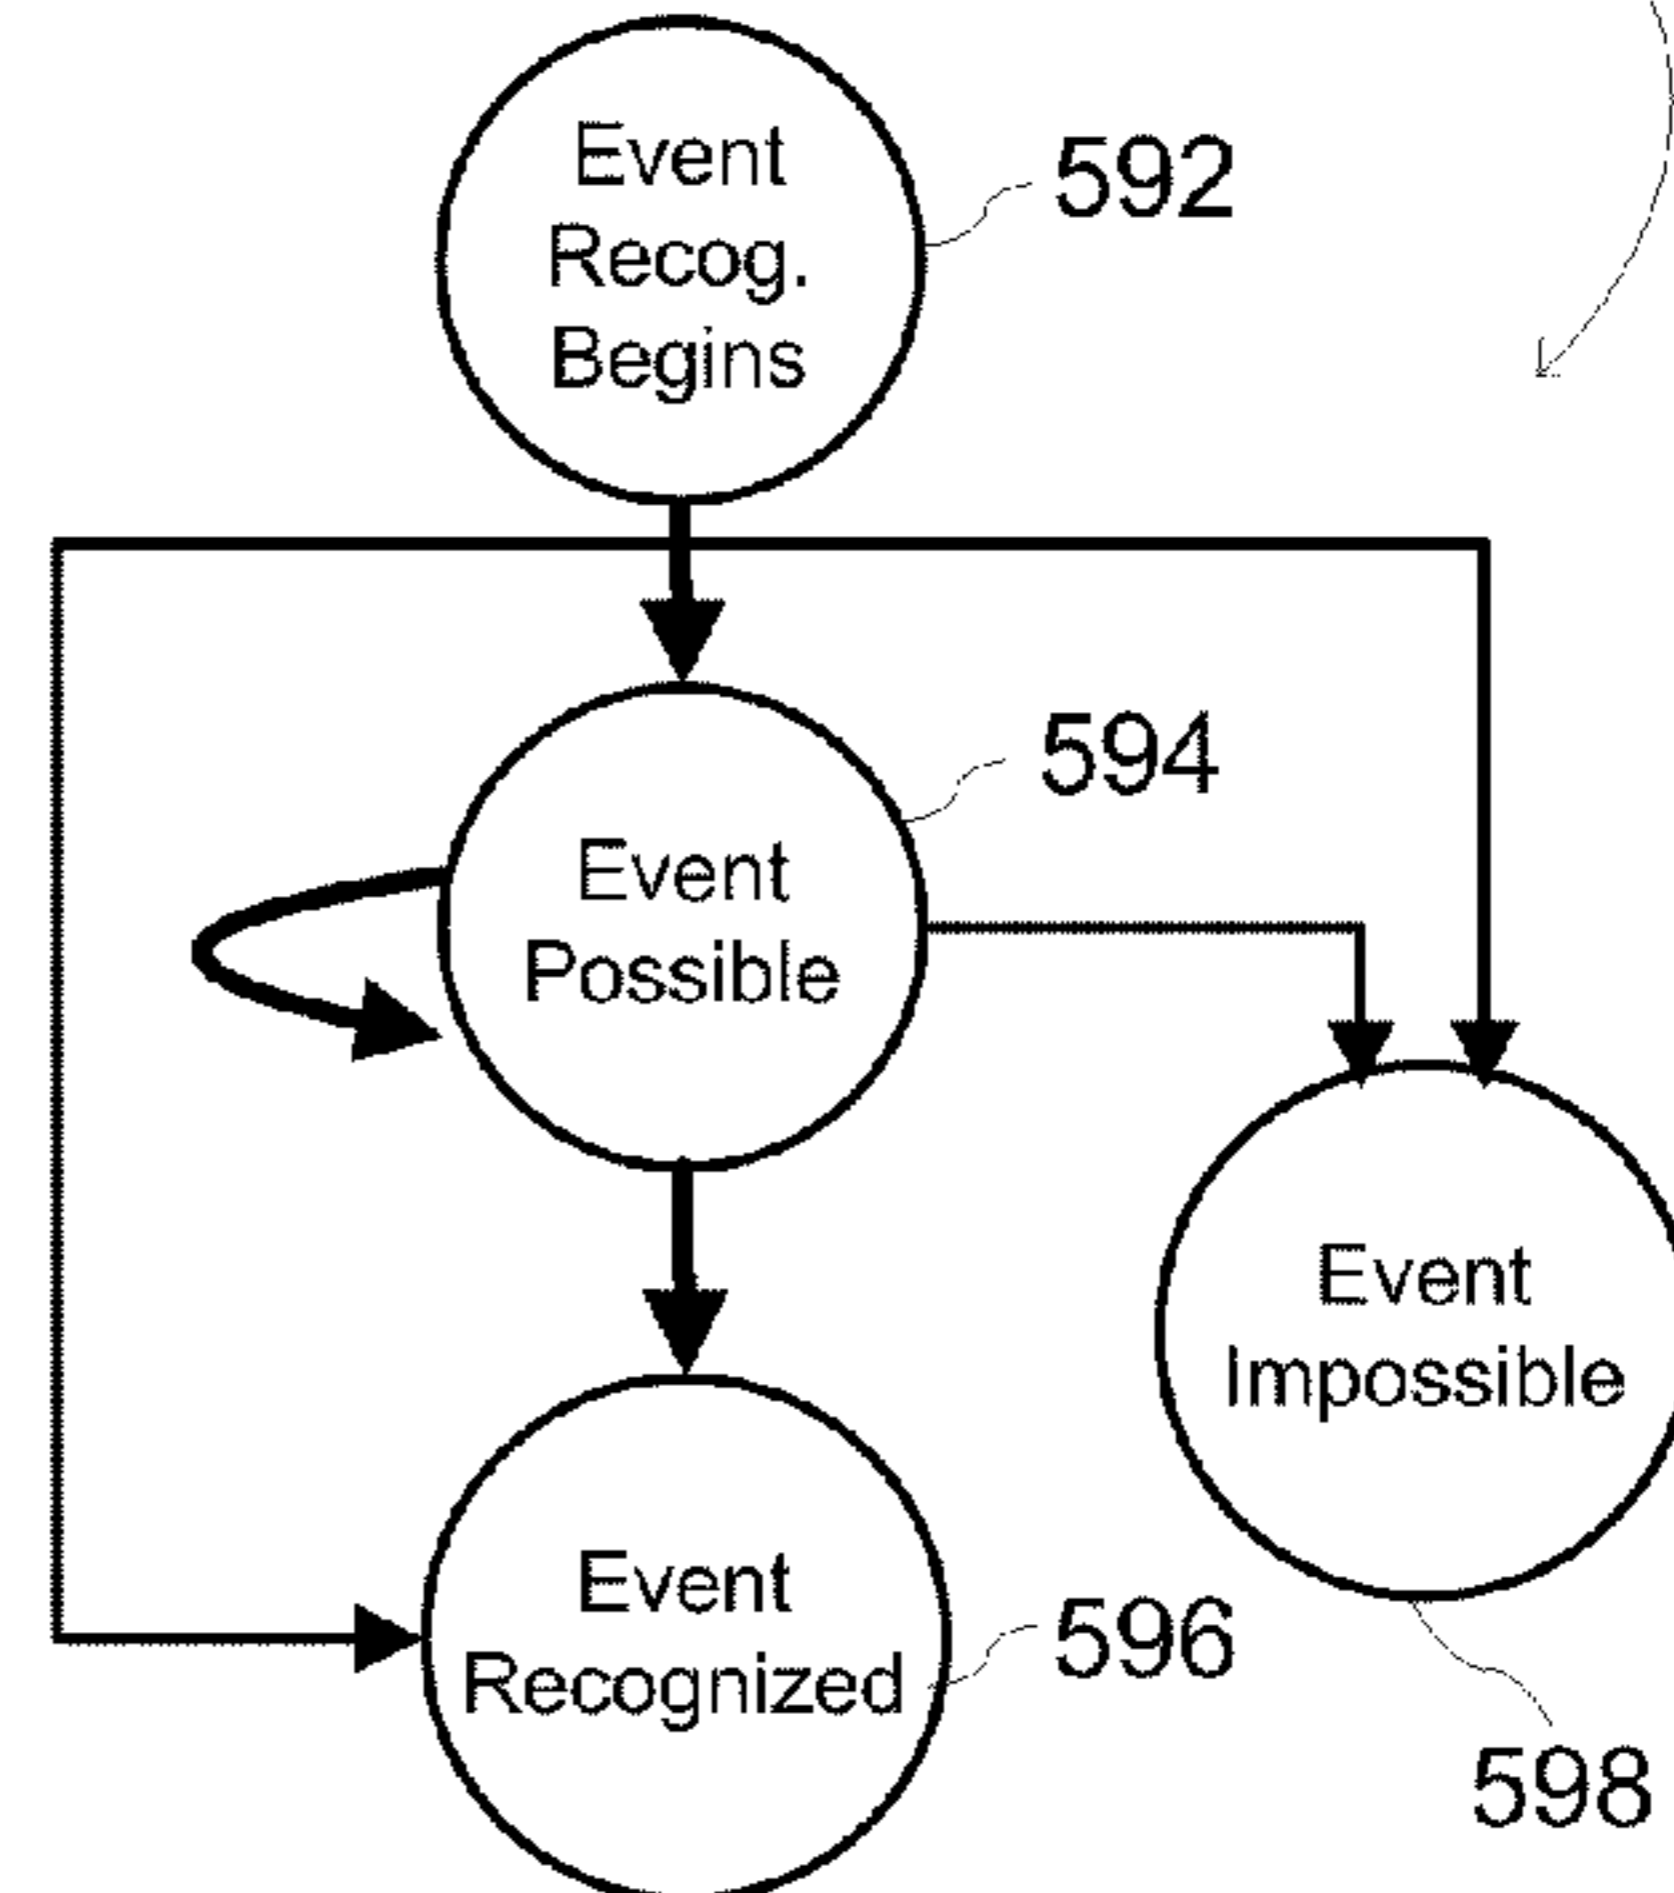 Event
Recog.
Begins
592
594
Event
Possible
Event
Impossible
Event
Recognized
596
598